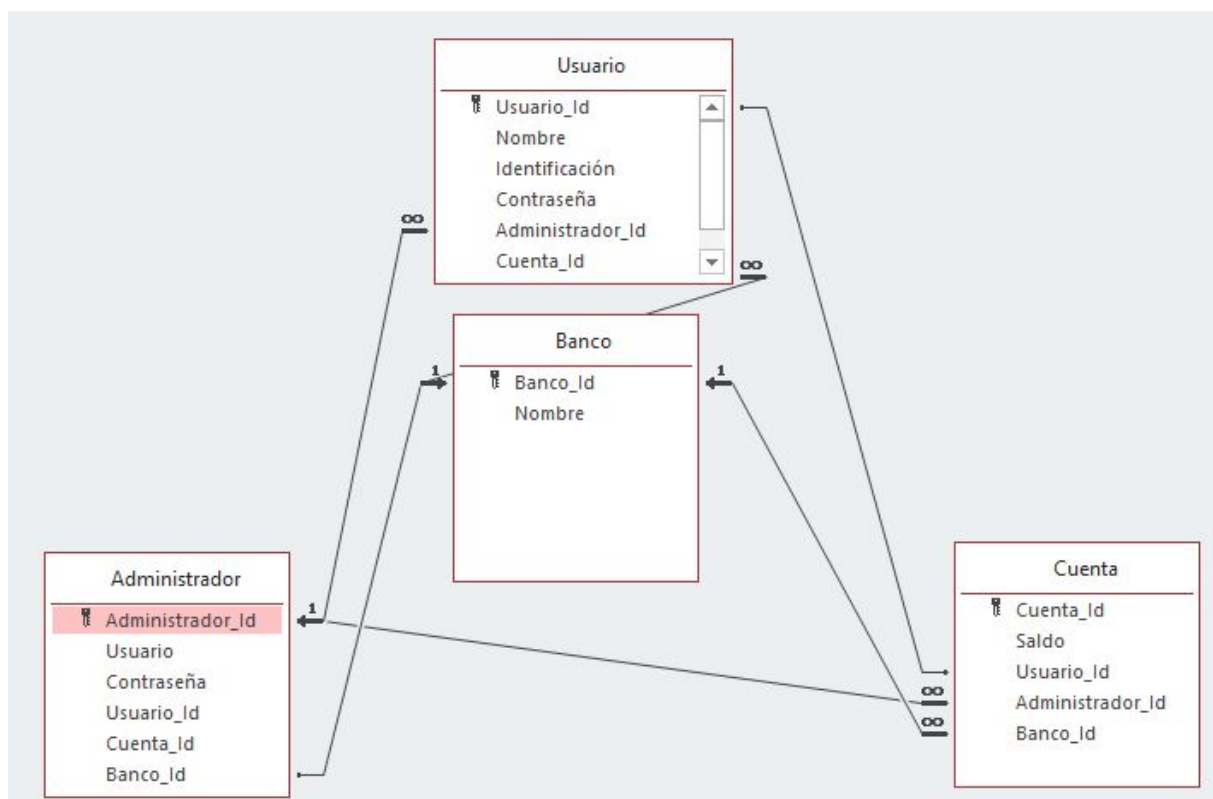 Usuario
Usuario_Id
Nombre
Identificación
Contraseña
Administrador_Id
Cuenta_Id
∞
∞
Banco
1
Banco_Id
1
Nombre
Administrador
Administrador_Id
1
Usuario
Contraseña
Usuario_Id
Cuenta_Id
Banco_Id
Cuenta
Cuenta_Id
Saldo
Usuario_Id
∞
Administrador_Id
∞
Banco_Id